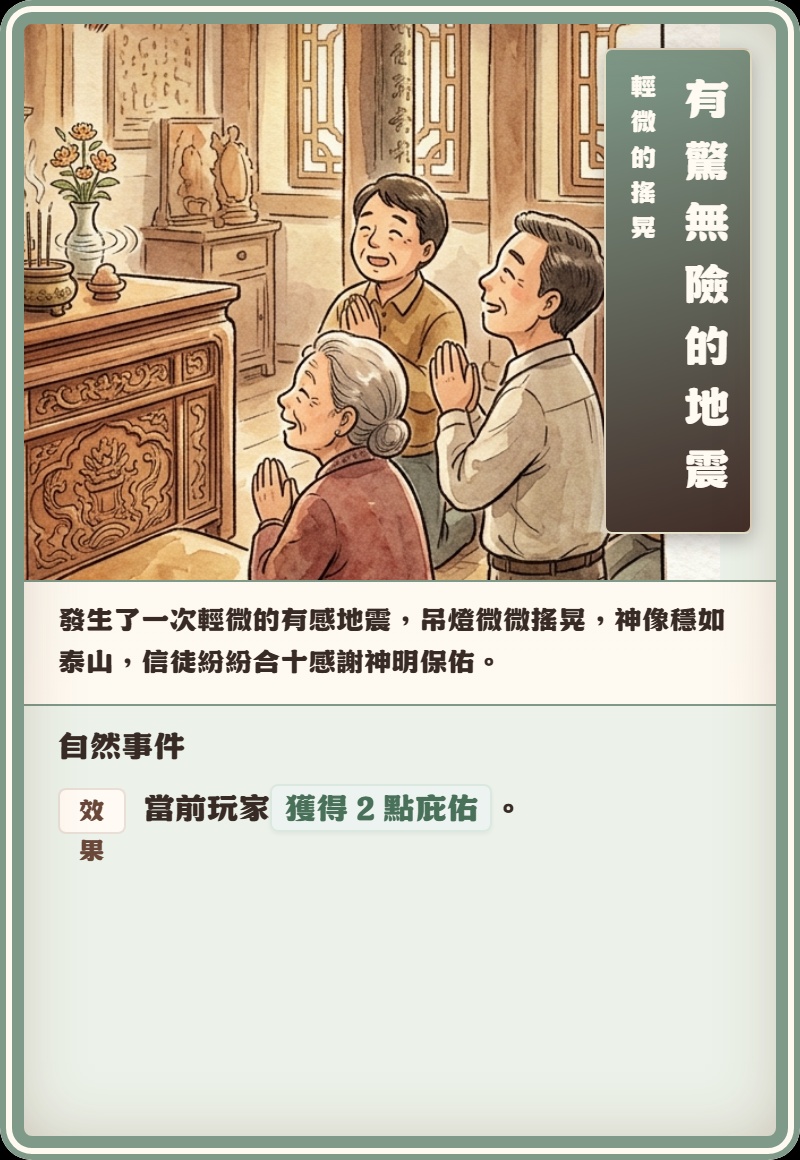 有驚無險的地震
輕微的搖晃
發生了一次輕微的有感地震，吊燈微微搖晃，神像穩如
泰山，信徒紛紛合十感謝神明保佑。
自然事件
效果
當前玩家 獲得 2 點庇佑 。